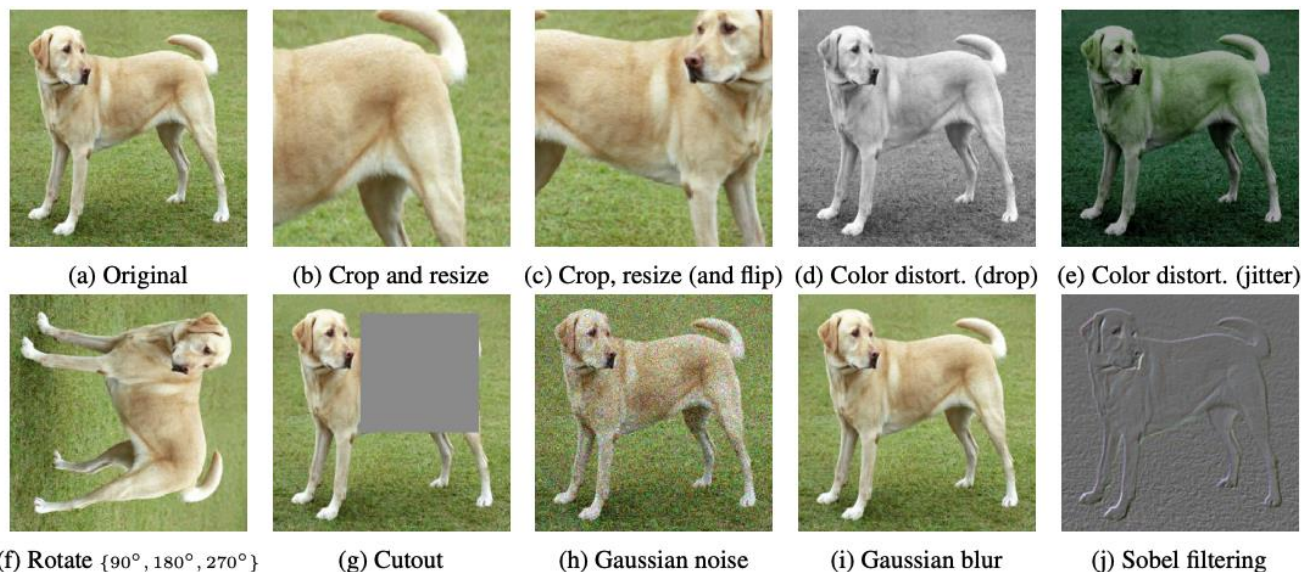 (a) Original
(b) Crop and resize
(c) Crop, resize (and flip)
(d) Color distort. (drop)
(e) Color distort. (jitter)
(f) Rotate {90°, 180°, 270°}
(g) Cutout
(h) Gaussian noise
(i) Gaussian blur
(j) Sobel filtering